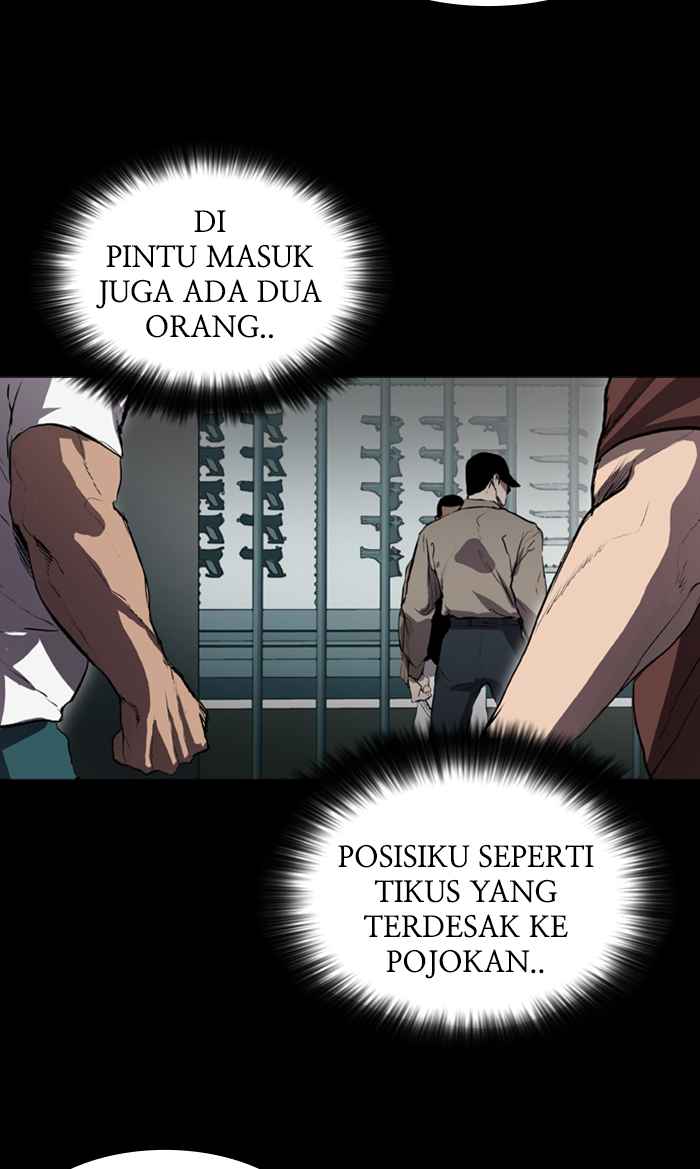 DI
PINTU MASUK
JUGA ADA DUA
ORANG..
POSISIKU SEPERTI
TIKUS YANG
TERDESAK KE
POJOKAN..